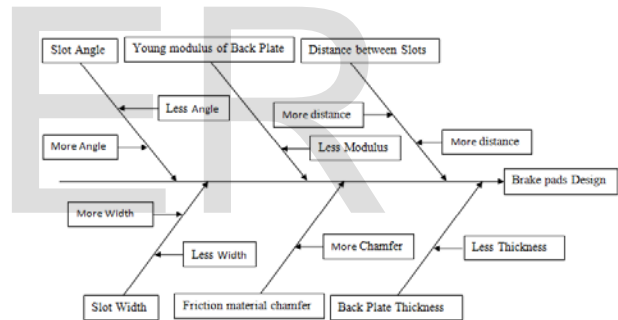 Slot Angle
Young modulus of Back Plate
Distance between Slots
Less Angle
More distance
More Angle
Less Modulus
More distance
Brake pads Design
More Width
More Chamfer
Less Thickness
Less Width
Slot Width
Friction material chamfer
Back Plate Thickness
ER